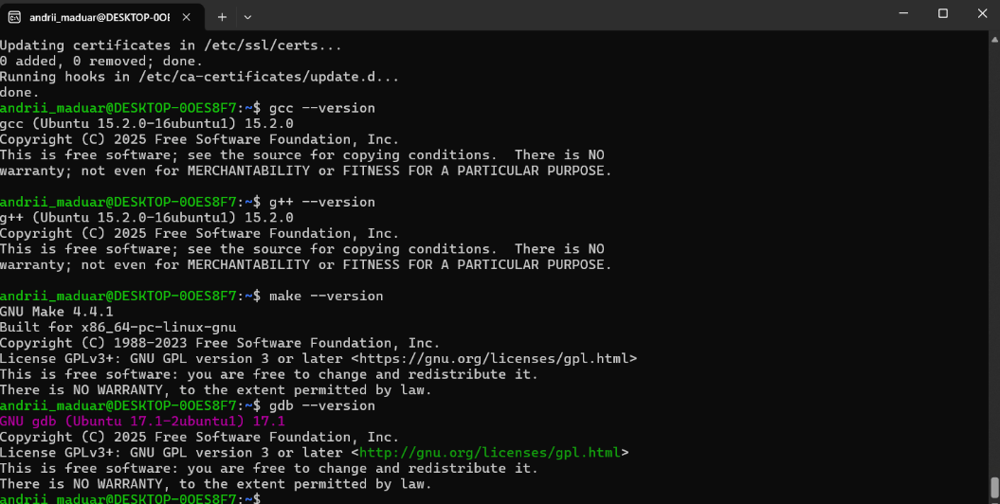 andrii_maduar@DESKTOP-0OE
Updating certificates in /etc/ssl/certs...
0 added, 0 removed; done.
Running hooks in /etc/ca-certificates/update.d...
done.
andrii_maduar@DESKTOP-0OES8F7:~$ gcc --version
gcc (Ubuntu 15.2.0-16ubuntu1) 15.2.0
Copyright (C) 2025 Free Software Foundation, Inc.
This is free software; see the source for copying conditions.  There is NO
warranty; not even for MERCHANTABILITY or FITNESS FOR A PARTICULAR PURPOSE.

andrii_maduar@DESKTOP-0OES8F7:~$ g++ --version
g++ (Ubuntu 15.2.0-16ubuntu1) 15.2.0
Copyright (C) 2025 Free Software Foundation, Inc.
This is free software; see the source for copying conditions.  There is NO
warranty; not even for MERCHANTABILITY or FITNESS FOR A PARTICULAR PURPOSE.

andrii_maduar@DESKTOP-0OES8F7:~$ make --version
GNU Make 4.4.1
Built for x86_64-pc-linux-gnu
Copyright (C) 1988-2023 Free Software Foundation, Inc.
License GPLv3+: GNU GPL version 3 or later <https://gnu.org/licenses/gpl.html>
This is free software: you are free to change and redistribute it.
There is NO WARRANTY, to the extent permitted by law.
andrii_maduar@DESKTOP-0OES8F7:~$ gdb --version
GNU gdb (Ubuntu 17.1-2ubuntu1) 17.1
Copyright (C) 2025 Free Software Foundation, Inc.
License GPLv3+: GNU GPL version 3 or later <http://gnu.org/licenses/gpl.html>
This is free software: you are free to change and redistribute it.
There is NO WARRANTY, to the extent permitted by law.
andrii_maduar@DESKTOP-0OES8F7:~$